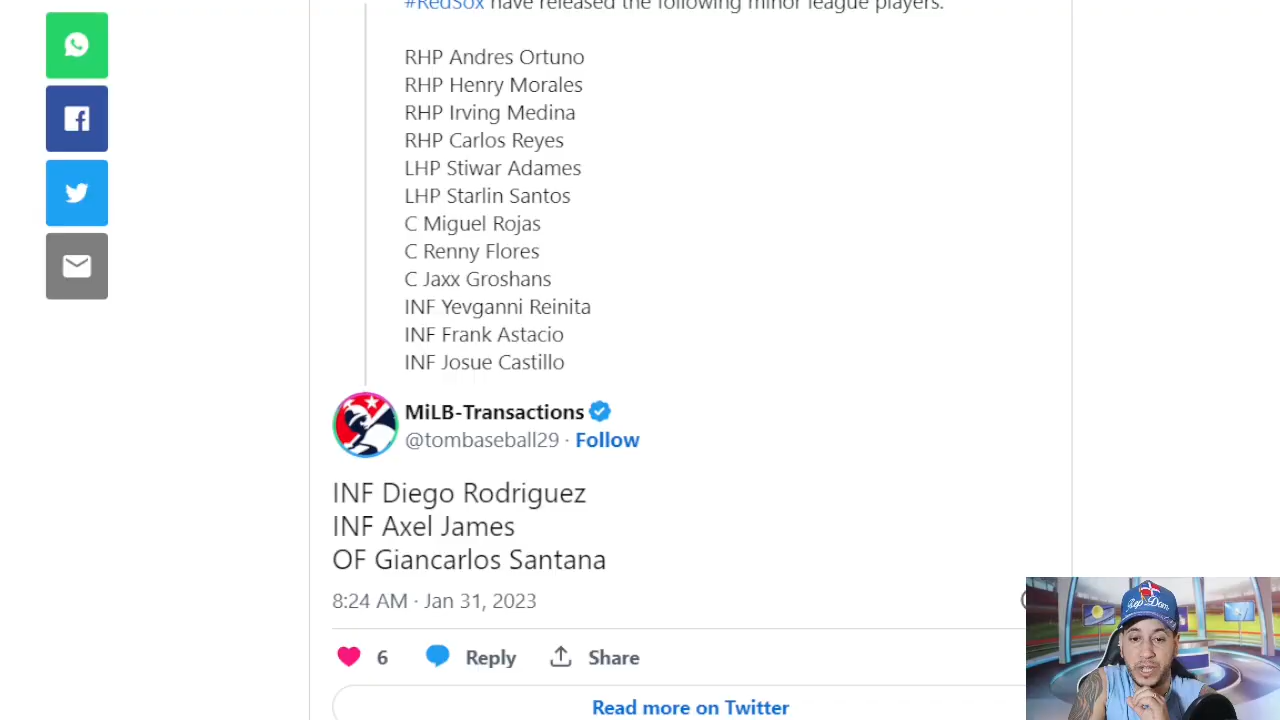 #RedSox have released the following minor league players.
RHP Andres Ortuno
RHP Henry Morales
RHP Irving Medina
RHP Carlos Reyes
LHP Stiwar Adames
LHP Starlin Santos
C Miguel Rojas
C Renny Flores
C Jaxx Groshans
INF Yevganni Reinita
INF Frank Astacio
INF Josue Castillo
MiLB-Transactions
@tombaseball29 · Follow
INF Diego Rodriguez
INF Axel James
OF Giancarlos Santana
8:24 AM · Jan 31, 2023
6 Reply Share
Read more on Twitter
Rep Dom